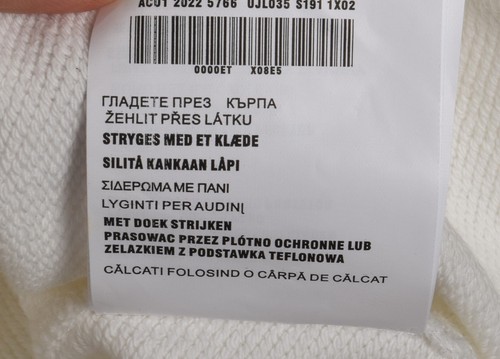 AC01 2022 5766 UJL035 S191 1X02
0000ET X08E5
ГЛАДЕТЕ ПРЕЗ КЪРПА
ŽEHLIT PŘES LÁTKU
STRYGES MED ET KLÆDE
SILITÄ KANKAAN LÄPI
ΣΙΔΕΡΩΜΑ ΜΕ ΠΑΝΙ
LYGINTI PER AUDINĮ
MET DOEK STRIJKEN
PRASOWAC PRZEZ PLÓTNO OCHRONNE LUB
ZELAZKIEM Z PODSTAWKA TEFLONOWA
CĂLCATI FOLOSIND O CÂRPĂ DE CĂLCAT